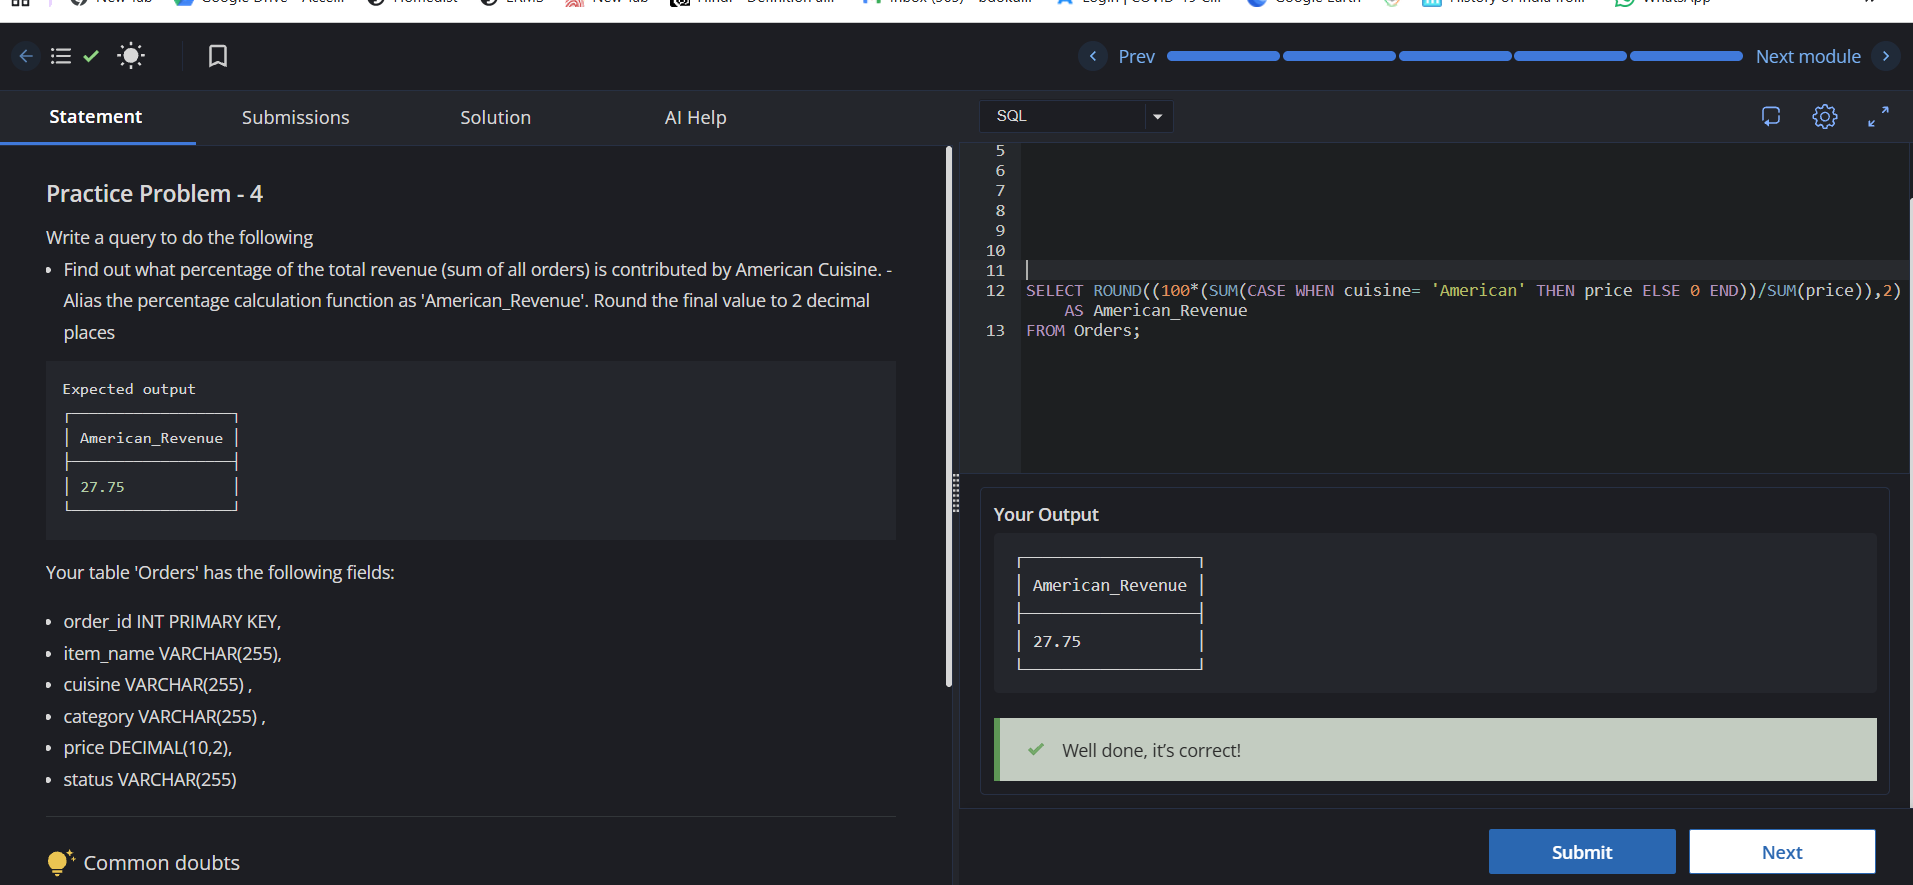 Prev
Next module
Statement
Submissions
Solution
AI Help
SQL
Practice Problem - 4
Write a query to do the following
• Find out what percentage of the total revenue (sum of all orders) is contributed by American Cuisine. -
Alias the percentage calculation function as 'American_Revenue'. Round the final value to 2 decimal
places
Expected output
American_Revenue
27.75
Your table 'Orders' has the following fields:
• order_id INT PRIMARY KEY,
• item_name VARCHAR(255),
• cuisine VARCHAR(255) ,
• category VARCHAR(255) ,
• price DECIMAL(10,2),
• status VARCHAR(255)
Common doubts
5
6
7
8
9
10
11
12 SELECT ROUND((100*(SUM(CASE WHEN cuisine= 'American' THEN price ELSE 0 END))/SUM(price)),2)
AS American_Revenue
13 FROM Orders;
Your Output
American_Revenue
27.75
Well done, it's correct!
Submit
Next